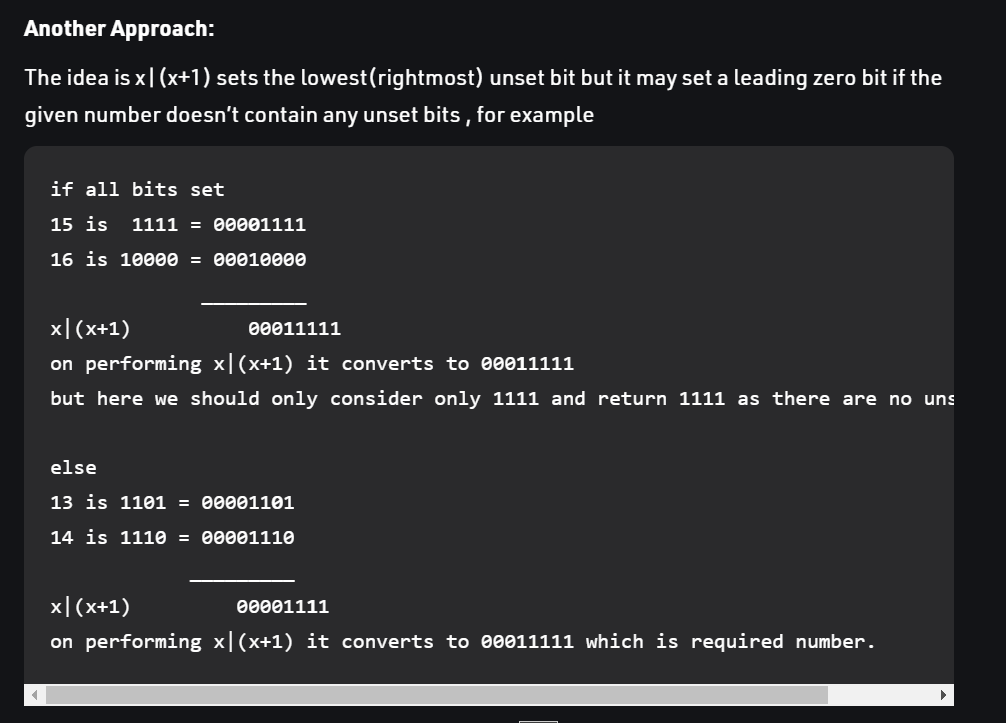 Another Approach:
The idea is x|(x+1) sets the lowest(rightmost) unset bit but it may set a leading zero bit if the
given number doesn’t contain any unset bits , for example
if all bits set
15 is  1111 = 00001111
16 is 10000 = 00010000
_________
x|(x+1)          00011111
on performing x|(x+1) it converts to 00011111
but here we should only consider only 1111 and return 1111 as there are no uns
else
13 is 1101 = 00001101
14 is 1110 = 00001110
_________
x|(x+1)         00001111
on performing x|(x+1) it converts to 00011111 which is required number.